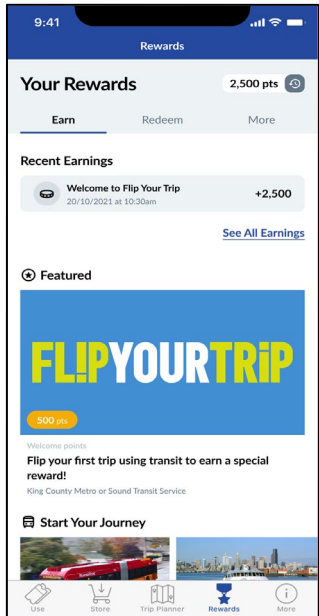 9:41
Rewards
Your Rewards
2,500 pts
Earn
Redeem
More
Recent Earnings
Welcome to Flip Your Trip
20/10/2021 at 10:30am
+2,500
See All Earnings
Featured
FL!PYOURTRiP
500 pts
Welcome points
Flip your first trip using transit to earn a special
reward!
King County Metro or Sound Transit Service
Start Your Journey
Use
Store
Trip Planner
Rewards
More